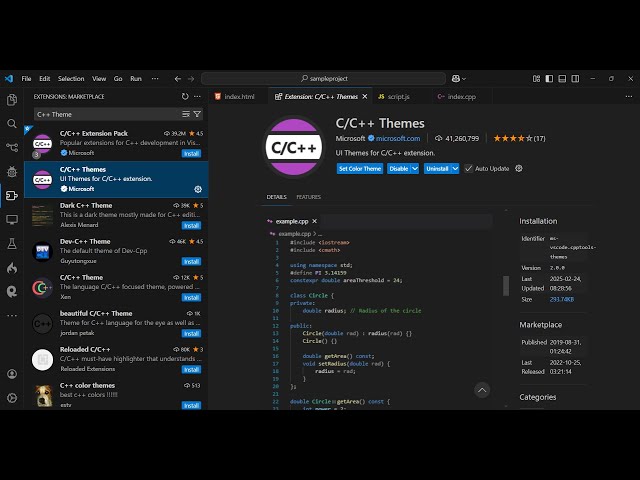 File Edit Selection View Go Run ···
sampleproject
EXTENSIONS: MARKETPLACE
C++ Theme
C/C++ Extension Pack 39.2M ★ 4.5
Popular extensions for C++ development in Vis...
Microsoft Install
C/C++ Themes
UI Themes for C/C++ extension.
Microsoft
Dark C++ Theme 39K ★ 5
This is a dark theme mostly made for C++ editi...
Alexis Menard Install
Dev-C++ Theme 46K ★ 4.5
The default theme of Dev-Cpp
Guyutongxue Install
C/C++ Theme 12K ★ 5
The language C/C++ focused theme, powered ...
Xen Install
beautiful C/C++ Theme 1K
Theme for C/C++ language for the eye as well as ...
jordan petak Install
Reloaded C/C++ 80K ★ 3
C/C++ must-have highlighter that understands ...
Reloaded Extensions Install
C++ color themes 513
best c++ colors !!!!!!
extv Install
index.html
Extension: C/C++ Themes
script.js
index.cpp
C/C++
C/C++ Themes
Microsoft microsoft.com 41,260,799 (17)
UI Themes for C/C++ extension.
Set Color Theme Disable Uninstall Auto Update
DETAILS FEATURES
example.cpp
example.cpp > ...
1 #include <iostream>
2 #include <cmath>
3
4 using namespace std;
5 #define PI 3.14159
6 constexpr double areaThreshold = 24;
7
8 class Circle {
9 private:
10 double radius; // Radius of the circle
11
12 public:
13 Circle(double rad) : radius{rad} {}
14 Circle() {}
15
16 double getArea() const;
17 void setRadius(double rad) {
18 radius = rad;
19 }
20 };
21
22 double Circle::getArea() const {
23 int power = 2;
Installation
Identifier ms-
vscode.cpptools-
themes
Version 2.0.0
Last 2025-02-24,
Updated 08:28:56
Size 293.74KB
Marketplace
Published 2019-08-31,
01:24:42
Last 2022-10-25,
Released 03:21:14
Categories